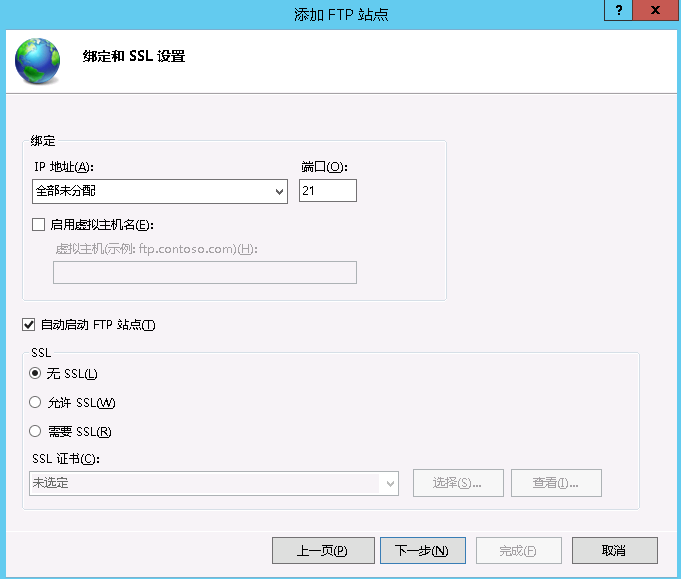 添加 FTP 站点
? x
绑定和 SSL 设置
绑定
IP 地址(A): 端口(O):
全部未分配 21
启用虚拟主机名(E):
虚拟主机(示例: ftp.contoso.com)(H):
自动启动 FTP 站点(T)
SSL
无 SSL(L)
允许 SSL(W)
需要 SSL(R)
SSL 证书(C):
未选定 选择(S)... 查看(I)...
上一页(P) 下一步(N) 完成(F) 取消